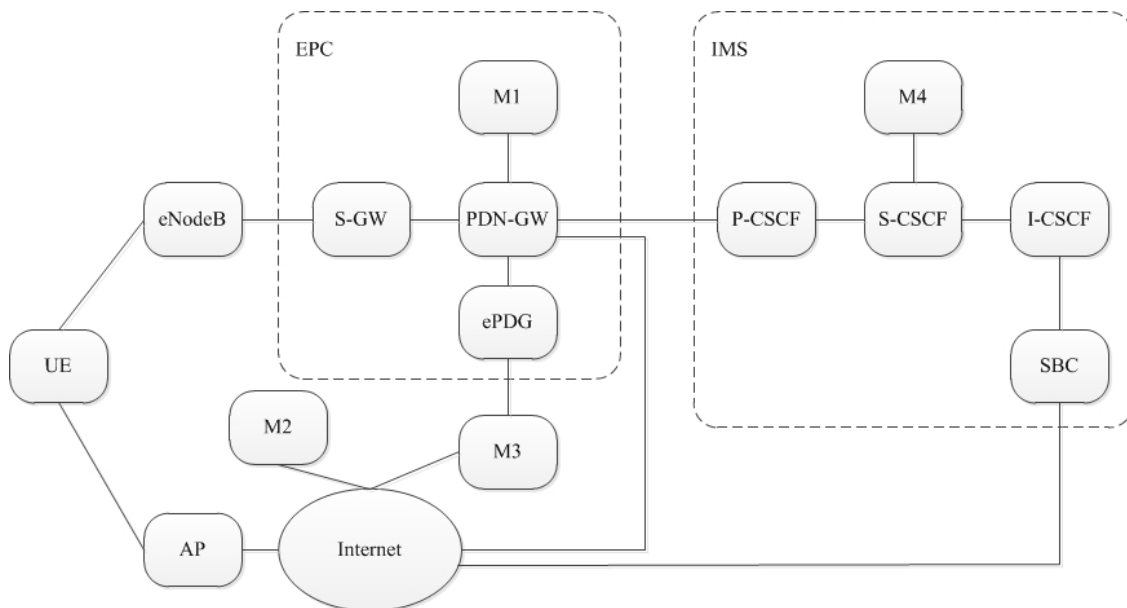 EPC
IMS
M1
M4
eNodeB
S-GW
PDN-GW
P-CSCF
S-CSCF
I-CSCF
ePDG
UE
SBC
M2
M3
AP
Internet